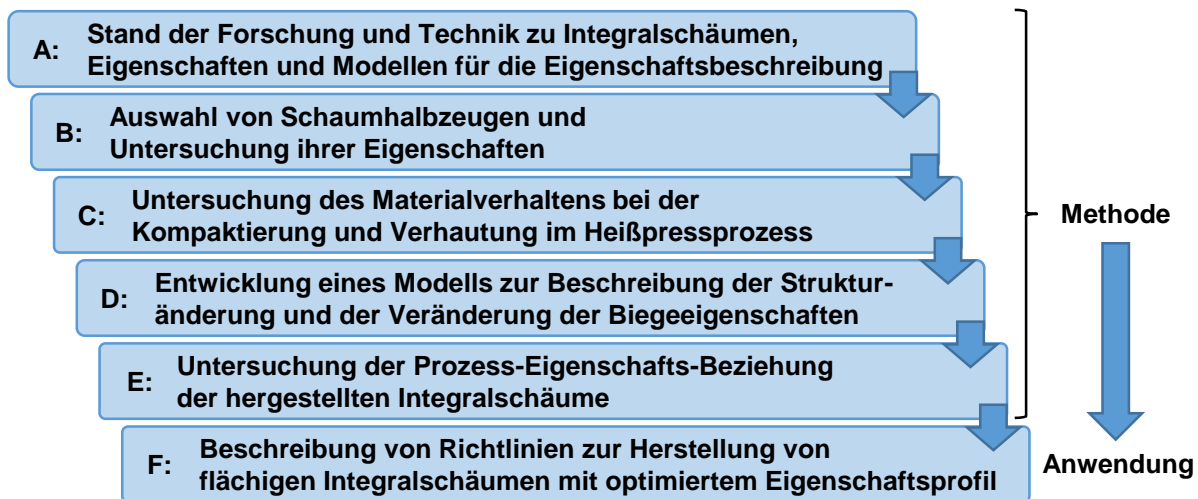 A: Stand der Forschung und Technik zu Integralschäumen,
Eigenschaften und Modellen für die Eigenschaftsbeschreibung
B: Auswahl von Schaumhalbzeugen und
Untersuchung ihrer Eigenschaften
C: Untersuchung des Materialverhaltens bei der
Kompaktierung und Verhautung im Heißpressprozess
D: Entwicklung eines Modells zur Beschreibung der Struktur-
änderung und der Veränderung der Biegeeigenschaften
E: Untersuchung der Prozess-Eigenschafts-Beziehung
der hergestellten Integralschäume
F: Beschreibung von Richtlinien zur Herstellung von
flächigen Integralschäumen mit optimiertem Eigenschaftsprofil
Methode
Anwendung